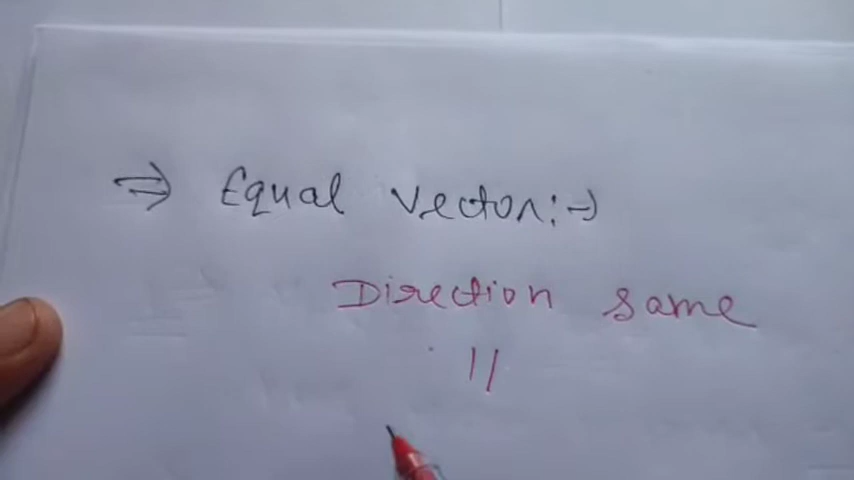 ⇒ Equal Vector:→
Direction same
//